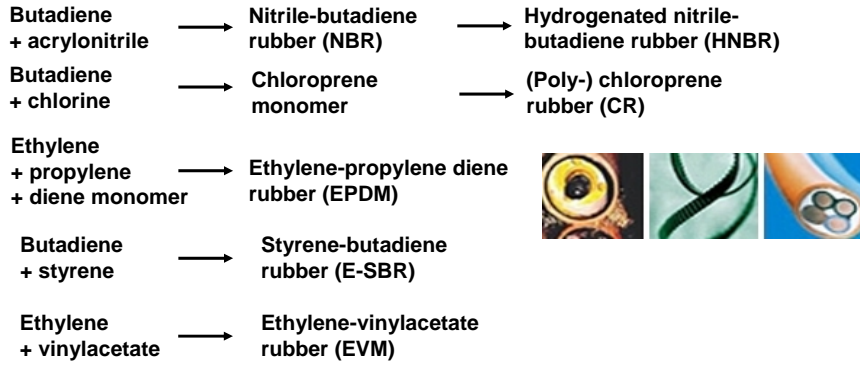 Butadiene
+ acrylonitrile
Nitrile-butadiene
rubber (NBR)
Hydrogenated nitrile-
butadiene rubber (HNBR)
Butadiene
+ chlorine
Chloroprene
monomer
(Poly-) chloroprene
rubber (CR)
Ethylene
+ propylene
+ diene monomer
Ethylene-propylene diene
rubber (EPDM)
Butadiene
+ styrene
Styrene-butadiene
rubber (E-SBR)
Ethylene
+ vinylacetate
Ethylene-vinylacetate
rubber (EVM)